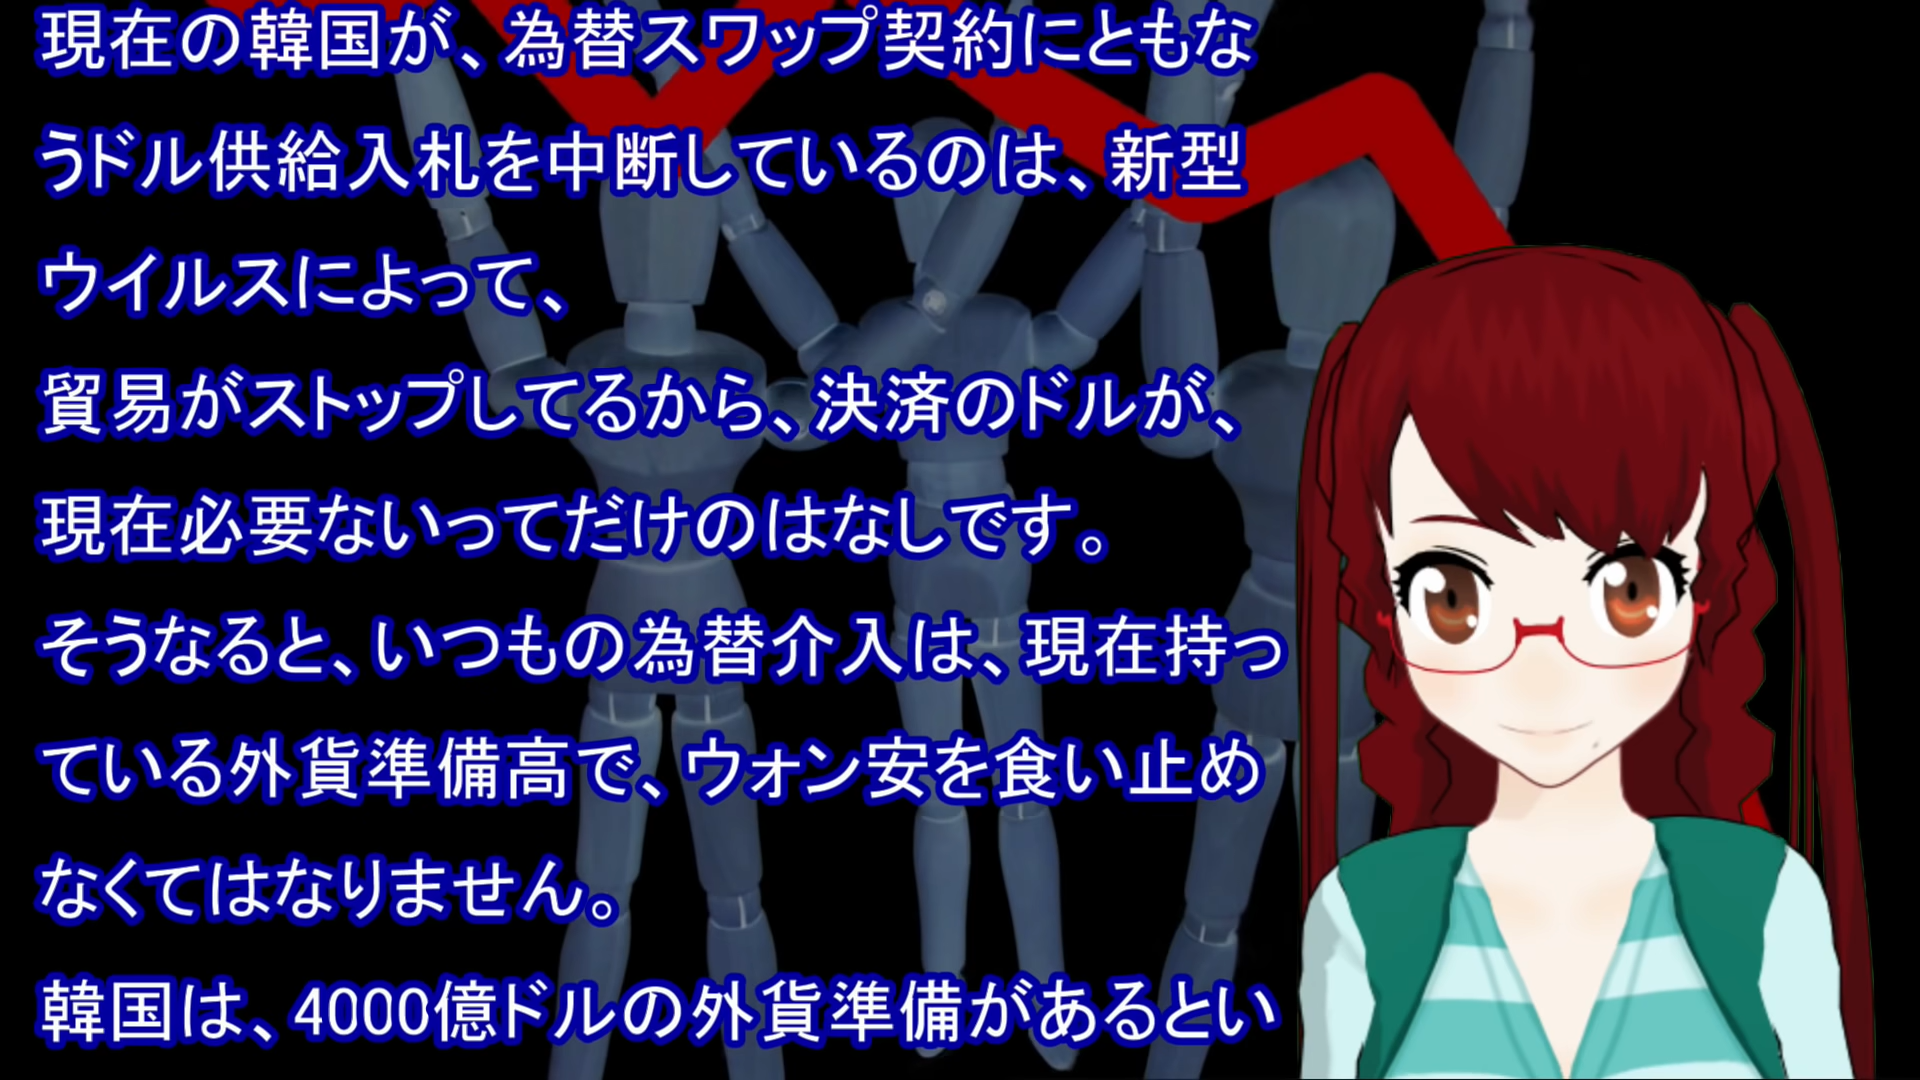 現在の韓国が、為替スワップ契約にともな
うドル供給入札を中断しているのは、新型
ウイルスによって、
貿易がストップしてるから、決済のドルが、
現在必要ないってだけのはなしです。
そうなると、いつもの為替介入は、現在持っ
ている外貨準備高で、ウォン安を食い止め
なくてはなりません。
韓国は、4000億ドルの外貨準備があるとい